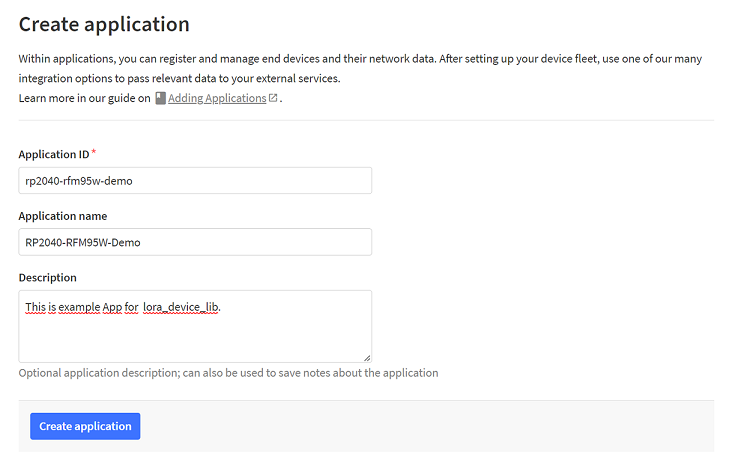 Create application
Within applications, you can register and manage end devices and their network data. After setting up your device fleet, use one of our many
integration options to pass relevant data to your external services.
Learn more in our guide on Adding Applications.
Application ID*
rp2040-rfm95w-demo
Application name
RP2040-RFM95W-Demo
Description
This is example App for lora_device_lib.
Optional application description; can also be used to save notes about the application
Create application